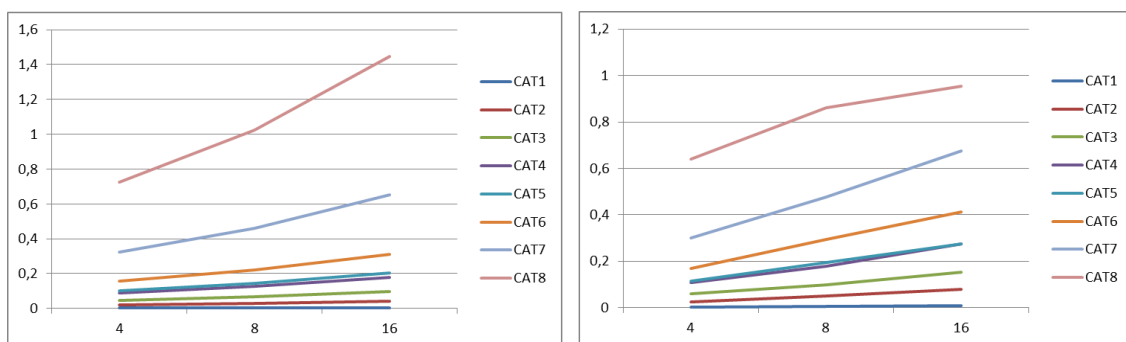 1,6
1,4
1,2
1
0,8
0,6
0,4
0,2
0
4 8 16
CAT1
CAT2
CAT3
CAT4
CAT5
CAT6
CAT7
CAT8
1,2
1
0,8
0,6
0,4
0,2
0
4 8 16
CAT1
CAT2
CAT3
CAT4
CAT5
CAT6
CAT7
CAT8